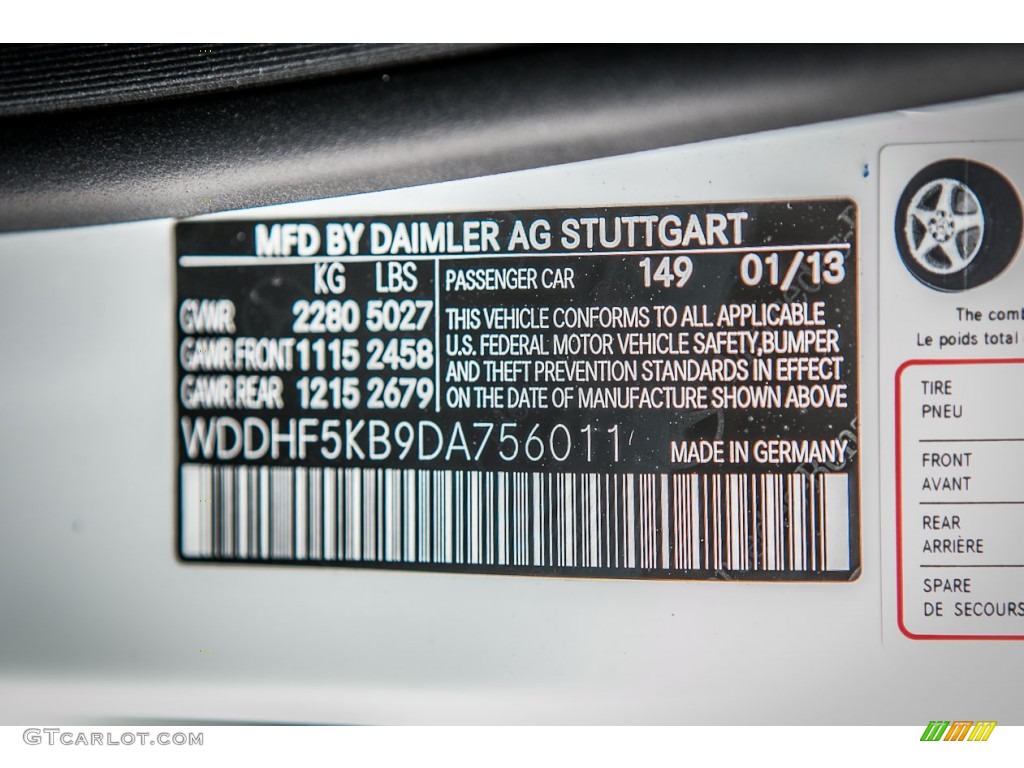 MFD BY DAIMLER AG STUTTGART
KG LBS
GVWR 2280 5027
GAWR FRONT 1115 2458
GAWR REAR 1215 2679
PASSENGER CAR 149 01/13
THIS VEHICLE CONFORMS TO ALL APPLICABLE
U.S. FEDERAL MOTOR VEHICLE SAFETY, BUMPER
AND THEFT PREVENTION STANDARDS IN EFFECT
ON THE DATE OF MANUFACTURE SHOWN ABOVE
WDDHF5KB9DA756011 MADE IN GERMANY
The comb
Le poids total
TIRE
PNEU
FRONT
AVANT
REAR
ARRIÈRE
SPARE
DE SECOURS
GTCARLOT.COM